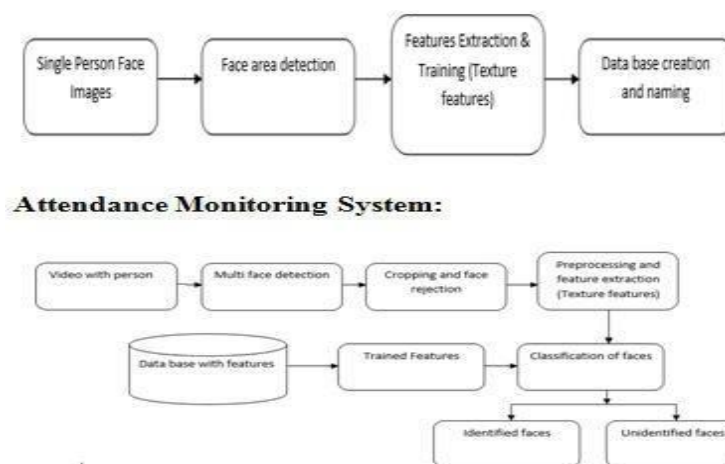 Single Person Face
Images
Face area detection
Features Extraction &
Training (Texture
features)
Data base creation
and naming
Attendance Monitoring System:
Video with person
Multi face detection
Cropping and face
rejection
Preprocessing and
feature extraction
(Texture features)
Data base with features
Trained Features
Classification of faces
Identified faces
Unidentified faces